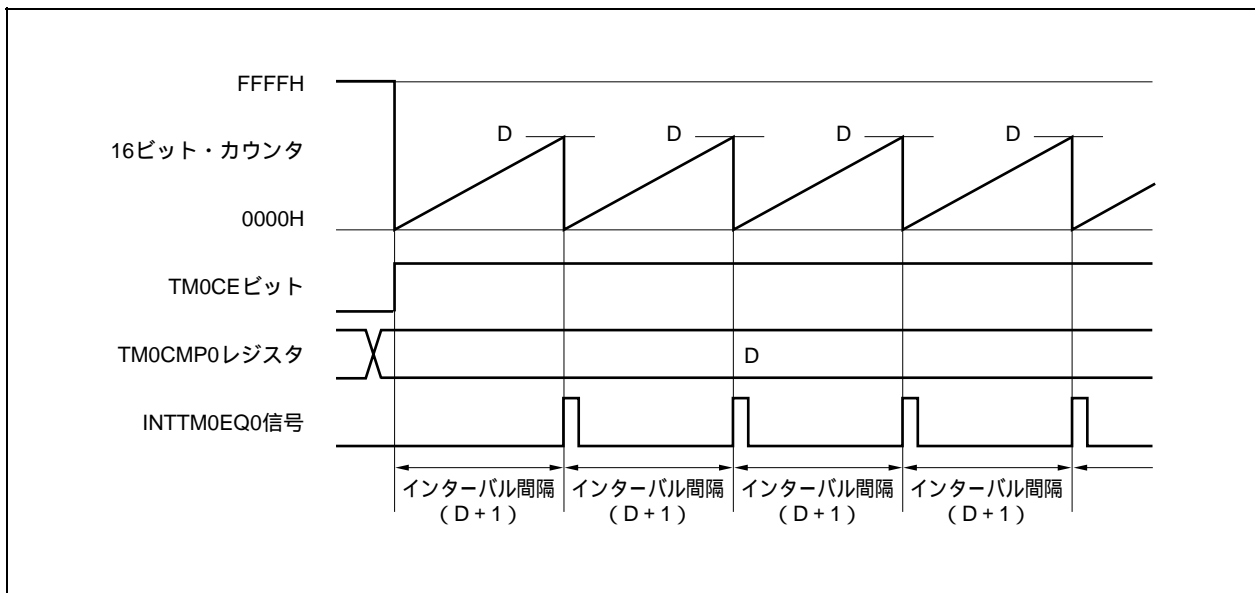 FFFFH
D D D D
16ビット・カウンタ
0000H
TM0CEビット
TM0CMP0レジスタ
D
INTTM0EQ0信号
インターバル間隔 インターバル間隔 インターバル間隔 インターバル間隔
(D+1) (D+1) (D+1) (D+1)